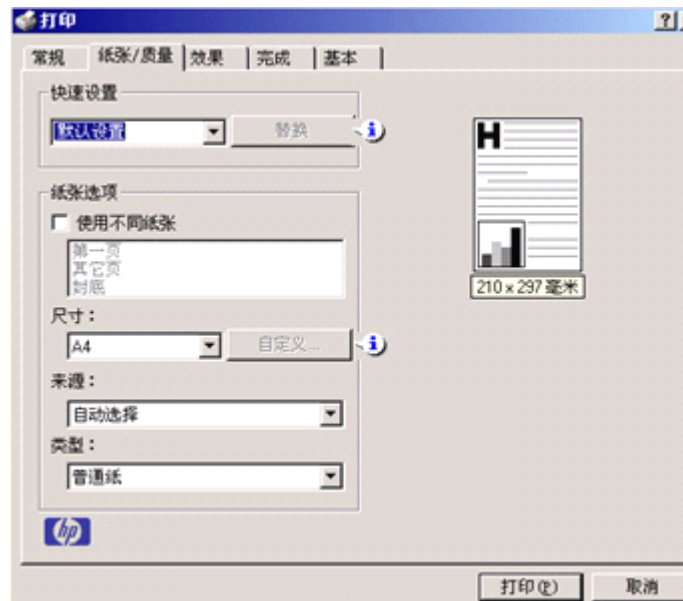 打印
常规 纸张/质量 效果 完成 基本
快速设置
默认设置 替换
纸张选项
使用不同纸张
第一页
其它页
封底
尺寸：
A4 自定义...
来源：
自动选择
类型：
普通纸
H
210 x 297 毫米
hp
打印(P) 取消